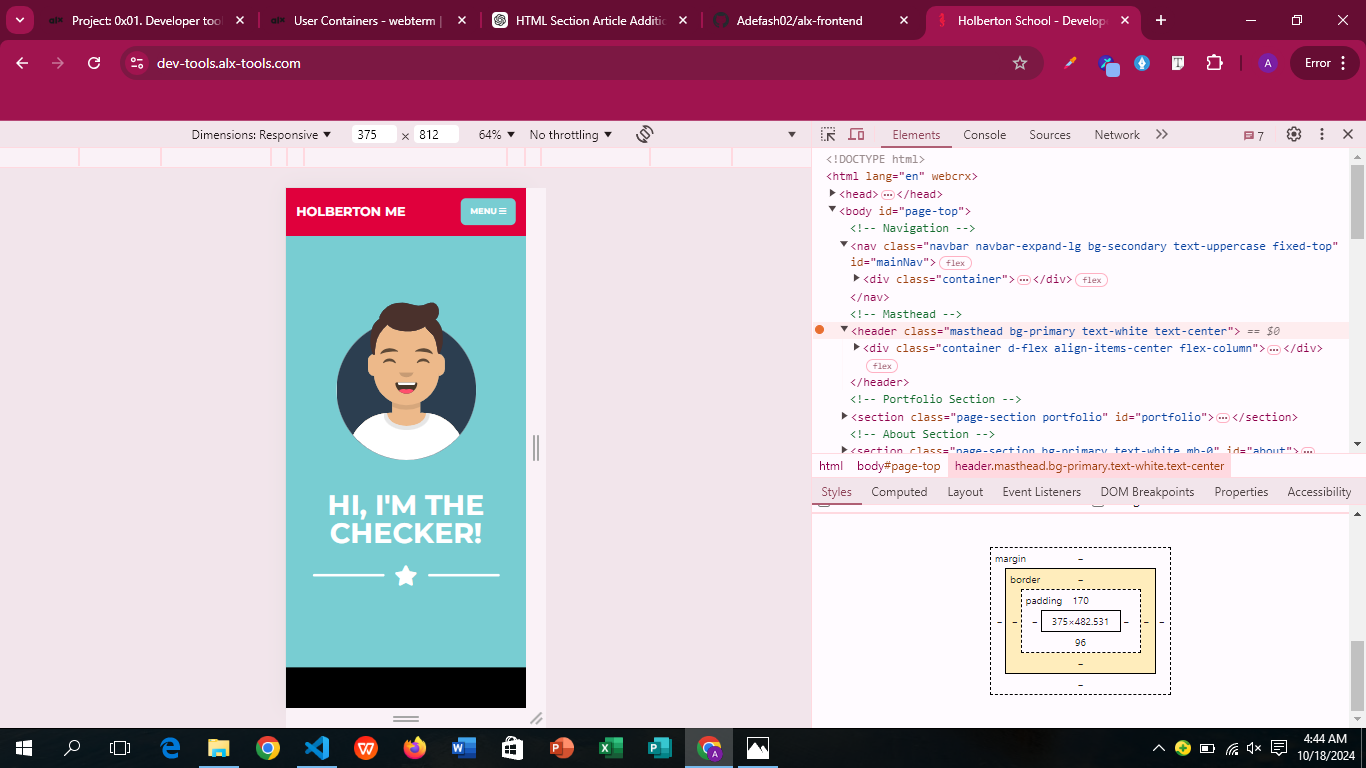 Project: 0x01. Developer tool
User Containers - webterm |
HTML Section Article Additio
Adefash02/alx-frontend
Holberton School - Develope
dev-tools.alx-tools.com
Error
Dimensions: Responsive
375 × 812
64%
No throttling
Elements
Console
Sources
Network
7
HOLBERTON ME
MENU
HI, I'M THE
CHECKER!
<!DOCTYPE html>
<html lang="en" webcrx>
<head> … </head>
<body id="page-top">
<!-- Navigation -->
<nav class="navbar navbar-expand-lg bg-secondary text-uppercase fixed-top"
id="mainNav"> flex
<div class="container"> … </div> flex
</nav>
<!-- Masthead -->
<header class="masthead bg-primary text-white text-center"> == $0
<div class="container d-flex align-items-center flex-column"> … </div>
flex
</header>
<!-- Portfolio Section -->
<section class="page-section portfolio" id="portfolio"> … </section>
<!-- About Section -->
<section class="page-section bg-primary text-white mb-0" id="about"> …
html body#page-top header.masthead.bg-primary.text-white.text-center
Styles Computed Layout Event Listeners DOM Breakpoints Properties Accessibility
margin –
border –
padding 170
– – – 375×482.531 – – –
96
–
–
4:44 AM
10/18/2024